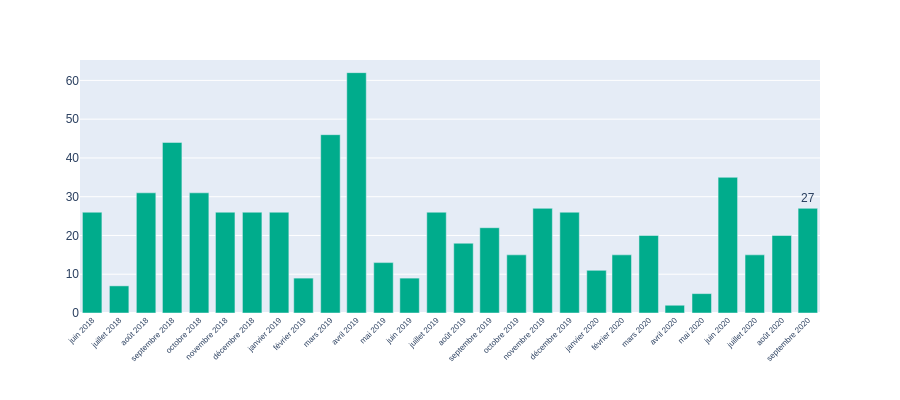 60
50
40
30
20
10
0
27
juin 2018
juillet 2018
août 2018
septembre 2018
octobre 2018
novembre 2018
décembre 2018
janvier 2019
février 2019
mars 2019
avril 2019
mai 2019
juin 2019
juillet 2019
août 2019
septembre 2019
octobre 2019
novembre 2019
décembre 2019
janvier 2020
février 2020
mars 2020
avril 2020
mai 2020
juin 2020
juillet 2020
août 2020
septembre 2020